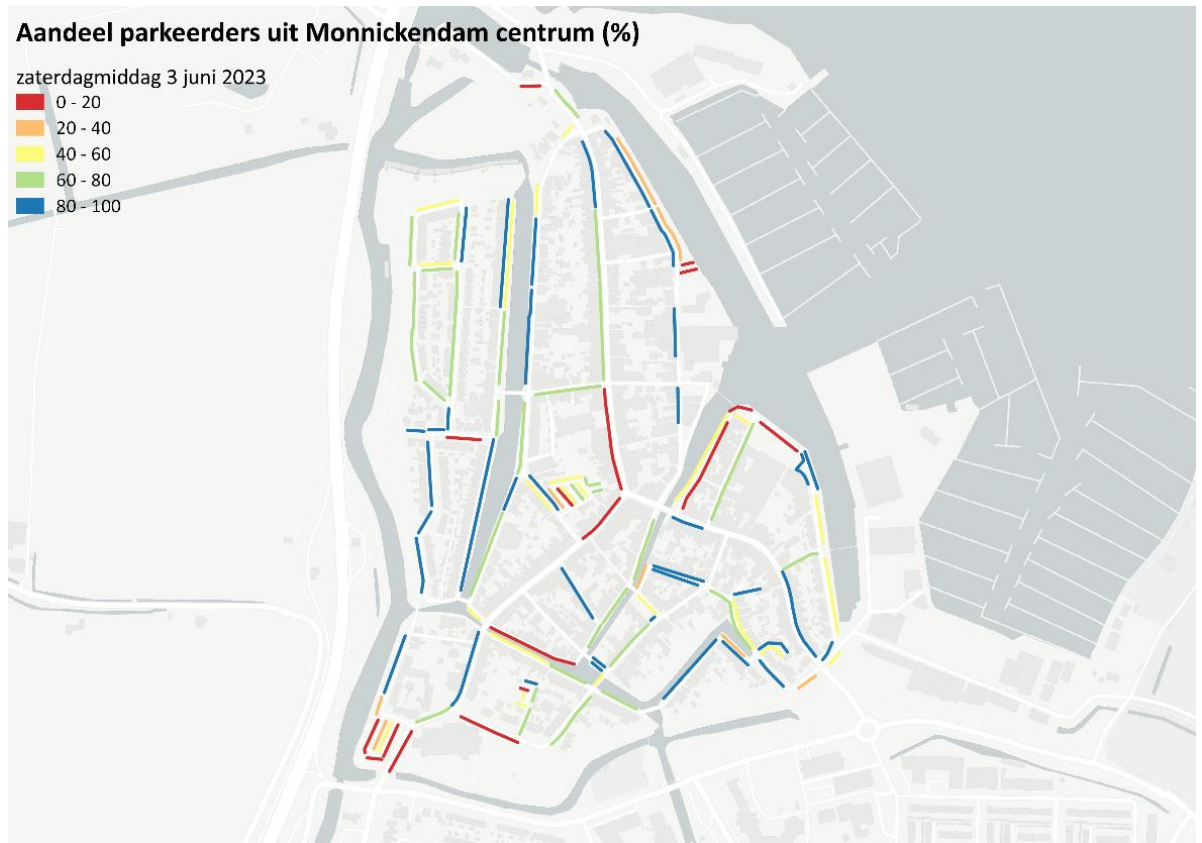 Aandeel parkeerders uit Monnickendam centrum (%)
zaterdagmiddag 3 juni 2023
0 - 20
20 - 40
40 - 60
60 - 80
80 - 100